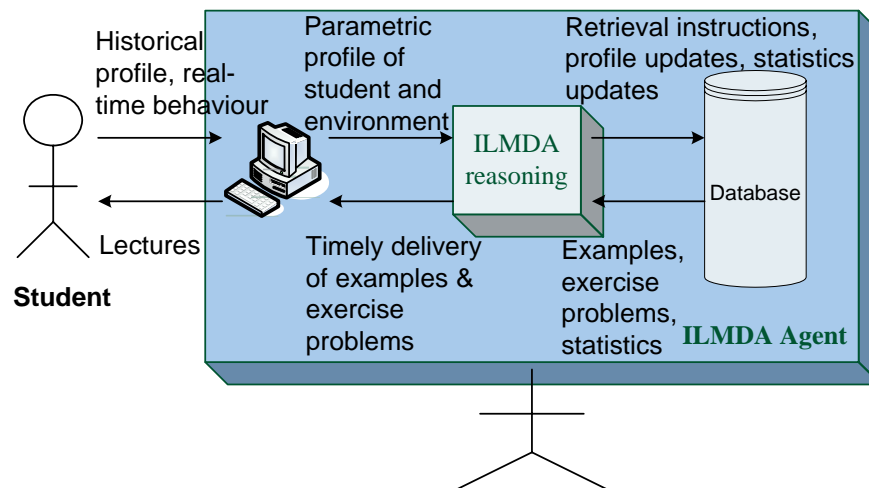 Historical
profile, real-
time behaviour
Parametric
profile of
student and
environment
Retrieval instructions,
profile updates, statistics
updates
ILMDA
reasoning
Database
Lectures
Student
Timely delivery
of examples &
exercise
problems
Examples,
exercise
problems,
statistics
ILMDA Agent